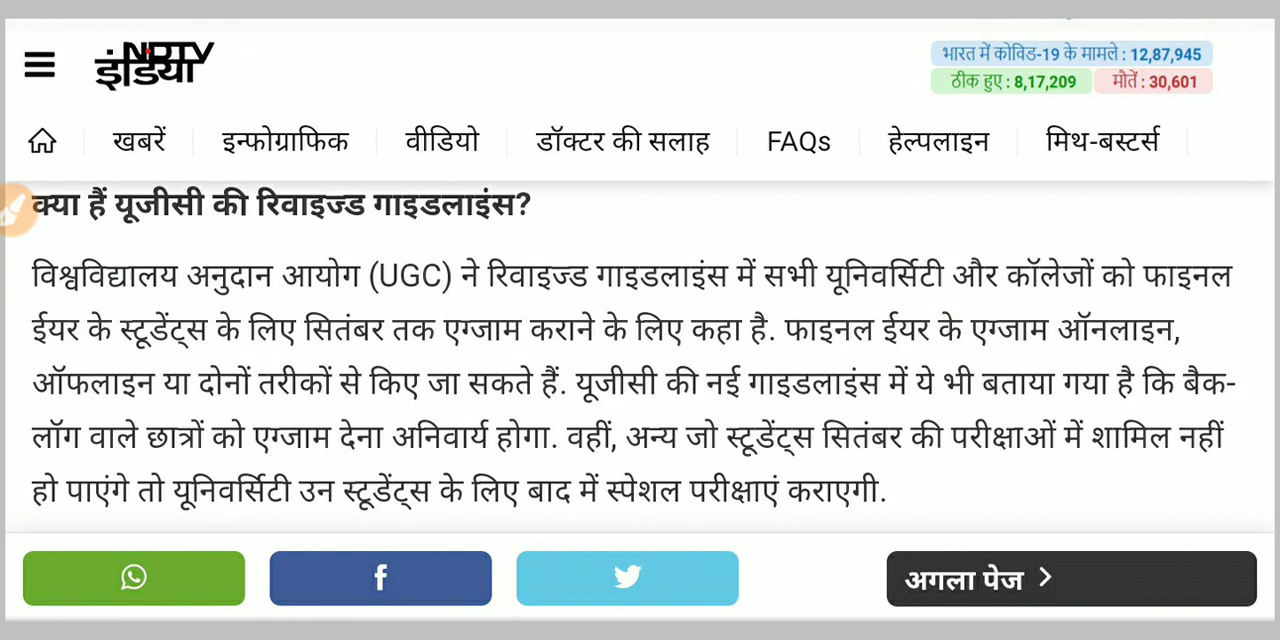 NDTV
इंडिया
भारत में कोविड-19 के मामले : 12,87,945
ठीक हुए : 8,17,209 मौतें : 30,601
खबरें इन्फोग्राफिक वीडियो डॉक्टर की सलाह FAQs हेल्पलाइन मिथ-बस्टर्स
क्या हैं यूजीसी की रिवाइज्ड गाइडलाइंस?
विश्वविद्यालय अनुदान आयोग (UGC) ने रिवाइज्ड गाइडलाइंस में सभी यूनिवर्सिटी और कॉलेजों को फाइनल
ईयर के स्टूडेंट्स के लिए सितंबर तक एग्जाम कराने के लिए कहा है. फाइनल ईयर के एग्जाम ऑनलाइन,
ऑफलाइन या दोनों तरीकों से किए जा सकते हैं. यूजीसी की नई गाइडलाइंस में ये भी बताया गया है कि बैक-
लॉग वाले छात्रों को एग्जाम देना अनिवार्य होगा. वहीं, अन्य जो स्टूडेंट्स सितंबर की परीक्षाओं में शामिल नहीं
हो पाएंगे तो यूनिवर्सिटी उन स्टूडेंट्स के लिए बाद में स्पेशल परीक्षाएं कराएगी.
अगला पेज